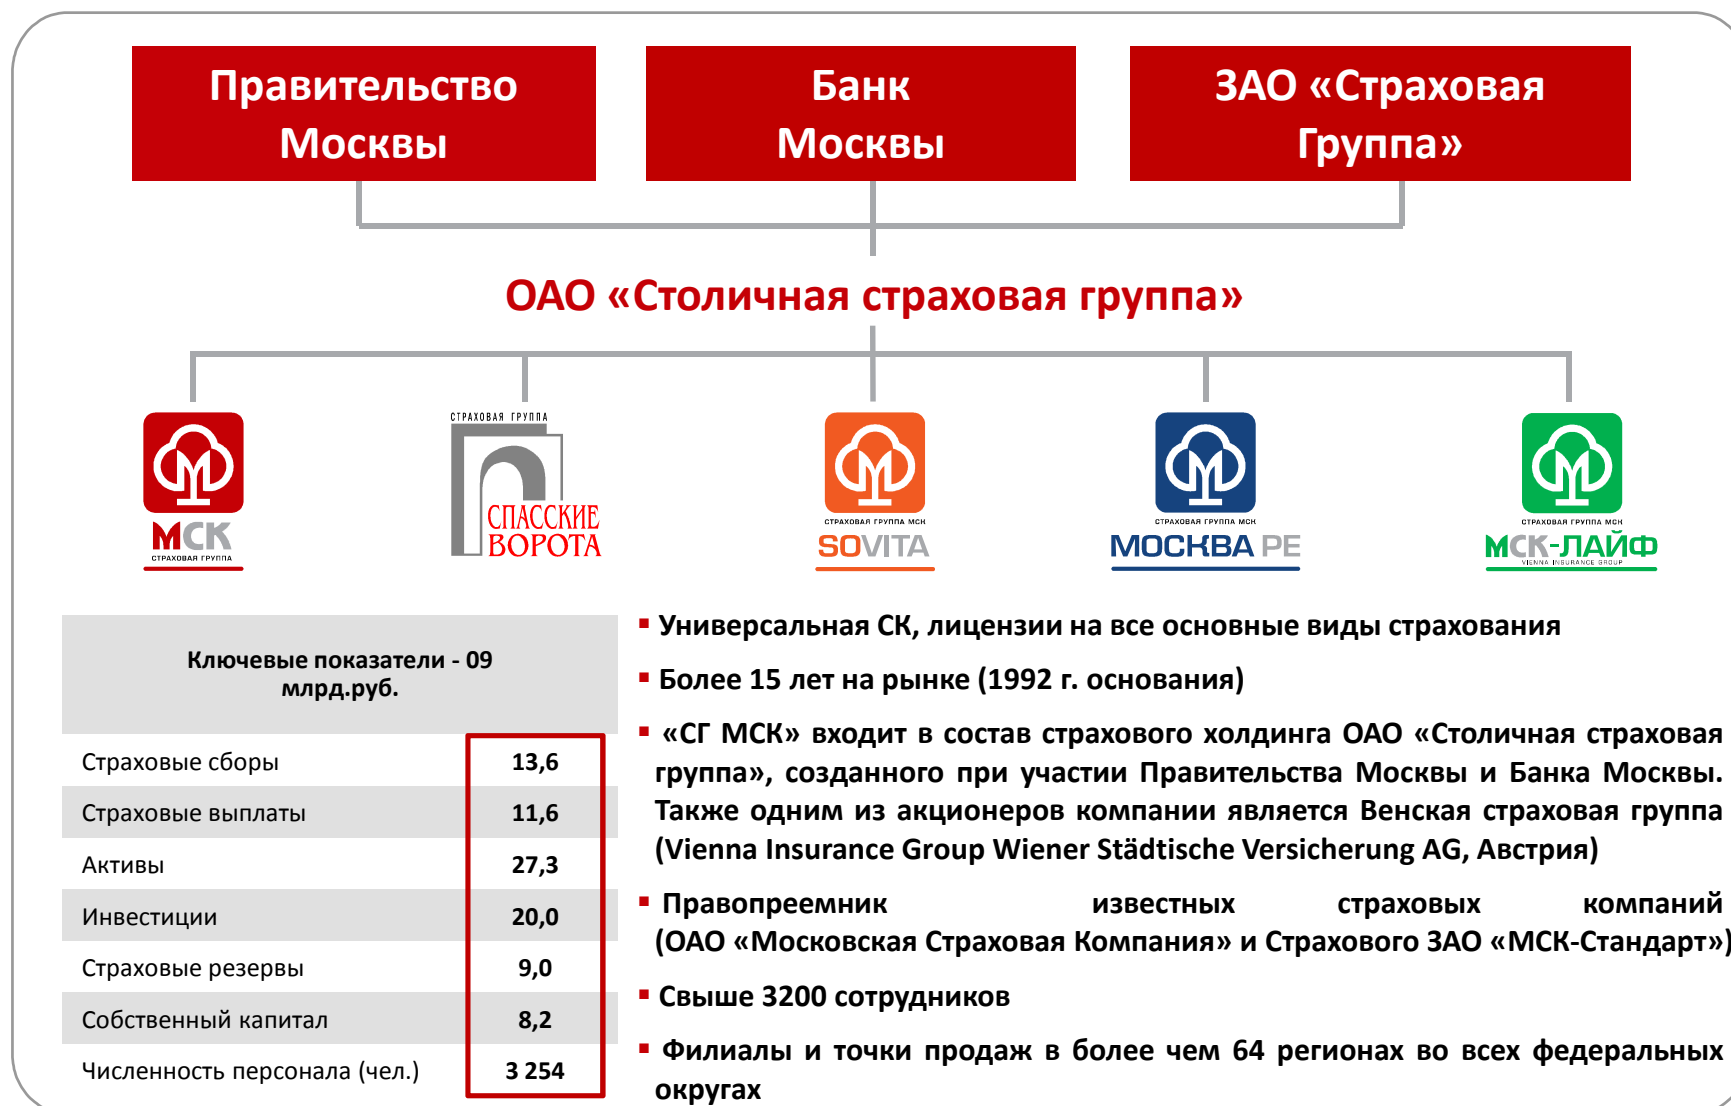 Правительство
Москвы
Банк
Москвы
ЗАО «Страховая
Группа»
ОАО «Столичная страховая группа»
МСК
СТРАХОВАЯ ГРУППА
СТРАХОВАЯ ГРУППА
СПАССКИЕ
ВОРОТА
СТРАХОВАЯ ГРУППА МСК
SOVITA
СТРАХОВАЯ ГРУППА МСК
МОСКВА РЕ
СТРАХОВАЯ ГРУППА МСК
МСК-ЛАЙФ
VIENNA INSURANCE GROUP
Ключевые показатели - 09
млрд.руб.
Страховые сборы 13,6
Страховые выплаты 11,6
Активы 27,3
Инвестиции 20,0
Страховые резервы 9,0
Собственный капитал 8,2
Численность персонала (чел.) 3 254
▪ Универсальная СК, лицензии на все основные виды страхования
▪ Более 15 лет на рынке (1992 г. основания)
▪ «СГ МСК» входит в состав страхового холдинга ОАО «Столичная страховая
группа», созданного при участии Правительства Москвы и Банка Москвы.
Также одним из акционеров компании является Венская страховая группа
(Vienna Insurance Group Wiener Städtische Versicherung AG, Австрия)
▪ Правопреемник известных страховых компаний
(ОАО «Московская Страховая Компания» и Страхового ЗАО «МСК-Стандарт»)
▪ Свыше 3200 сотрудников
▪ Филиалы и точки продаж в более чем 64 регионах во всех федеральных
округах